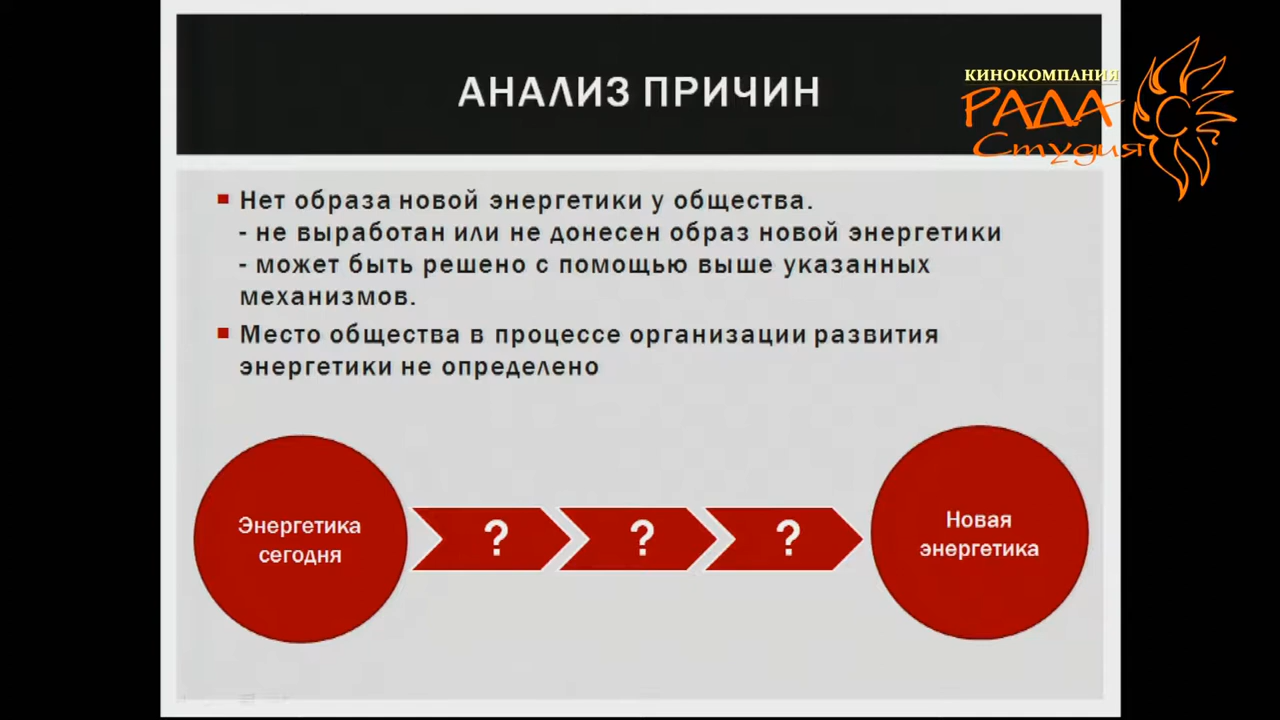 АНАЛИЗ ПРИЧИН
КИНОКОМПАНИЯ
РАДА
Студия
Нет образа новой энергетики у общества.
- не выработан или не донесен образ новой энергетики
- может быть решено с помощью выше указанных
механизмов.
Место общества в процессе организации развития
энергетики не определено
Энергетика
сегодня
?
?
?
Новая
энергетика